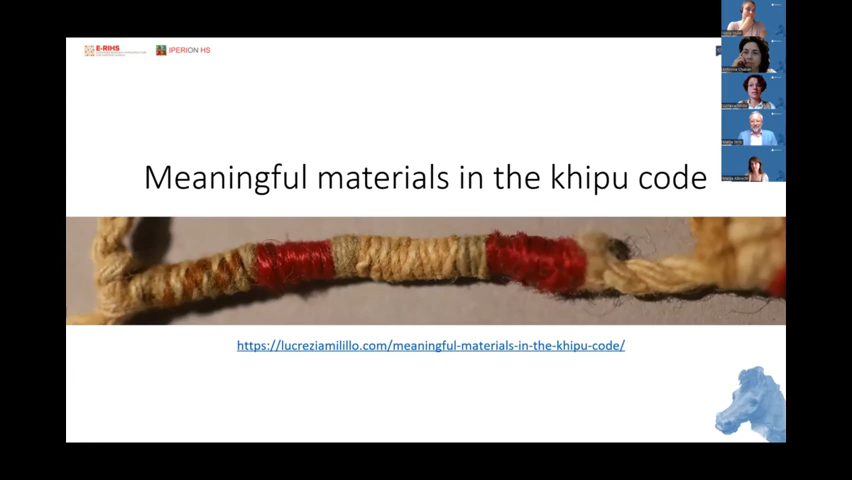 E-RIHS
IPERION HS
Meaningful materials in the khipu code
https://lucreziamilillo.com/meaningful-materials-in-the-khipu-code/